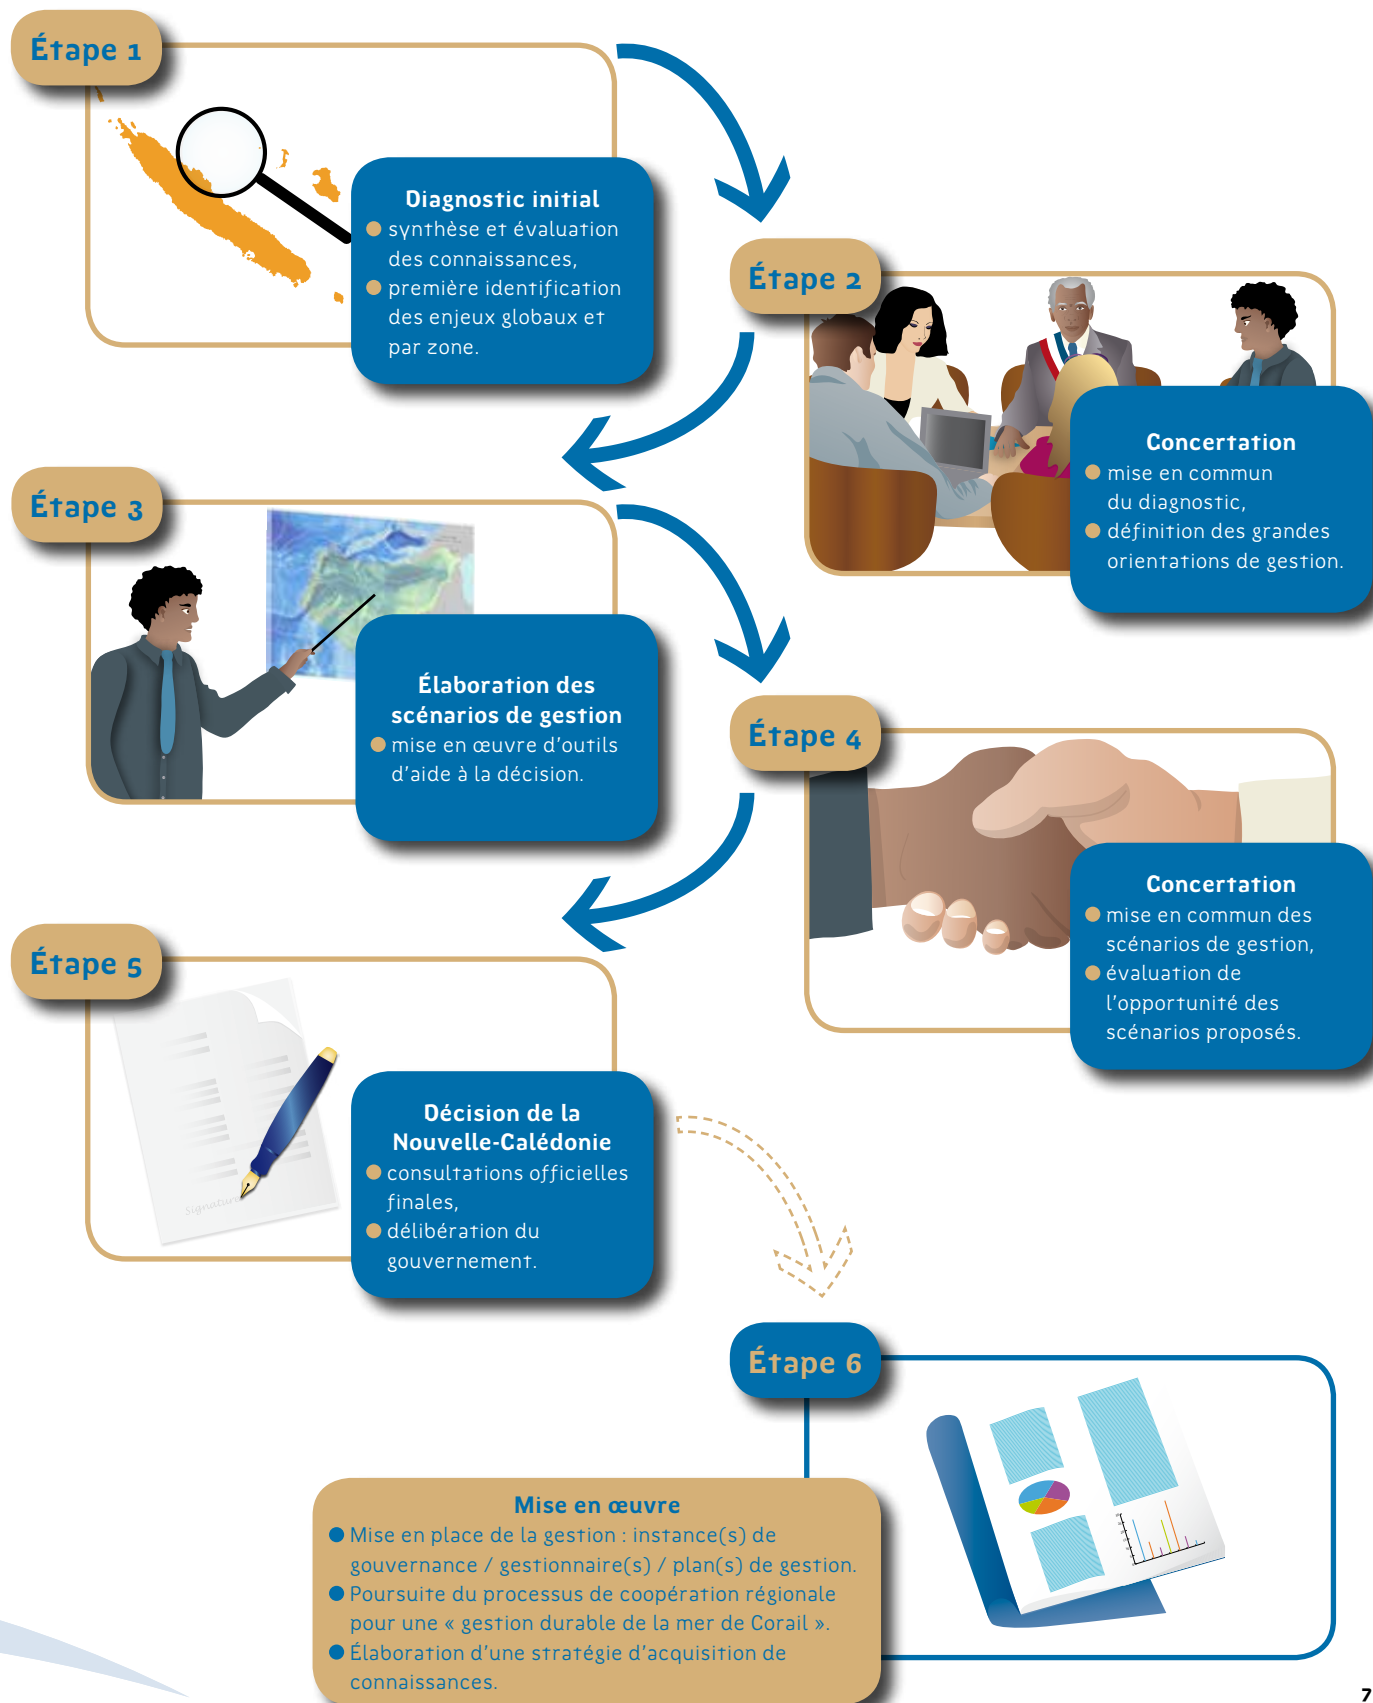 Étape 1
Diagnostic initial
● synthèse et évaluation
des connaissances,
● première identification
des enjeux globaux et
par zone.
Étape 2
Concertation
● mise en commun
du diagnostic,
● définition des grandes
orientations de gestion.
Étape 3
Élaboration des
scénarios de gestion
● mise en œuvre d'outils
d'aide à la décision.
Étape 4
Concertation
● mise en commun des
scénarios de gestion,
● évaluation de
l'opportunité des
scénarios proposés.
Étape 5
Signature
Décision de la
Nouvelle-Calédonie
● consultations officielles
finales,
● délibération du
gouvernement.
Étape 6
Mise en œuvre
● Mise en place de la gestion : instance(s) de
gouvernance / gestionnaire(s) / plan(s) de gestion.
● Poursuite du processus de coopération régionale
pour une « gestion durable de la mer de Corail ».
● Élaboration d'une stratégie d'acquisition de
connaissances.
7